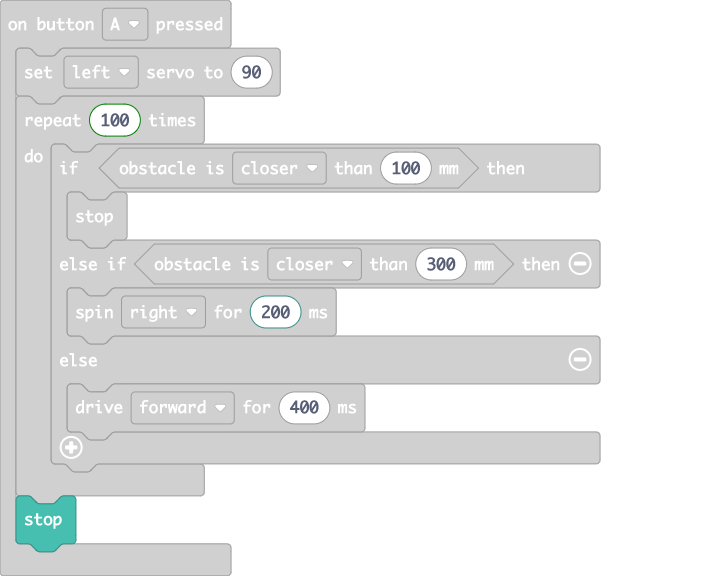 on button A pressed
set left servo to 90
repeat 100 times
do if obstacle is closer than 100 mm then
stop
else if obstacle is closer than 300 mm then
spin right for 200 ms
else
drive forward for 400 ms
stop